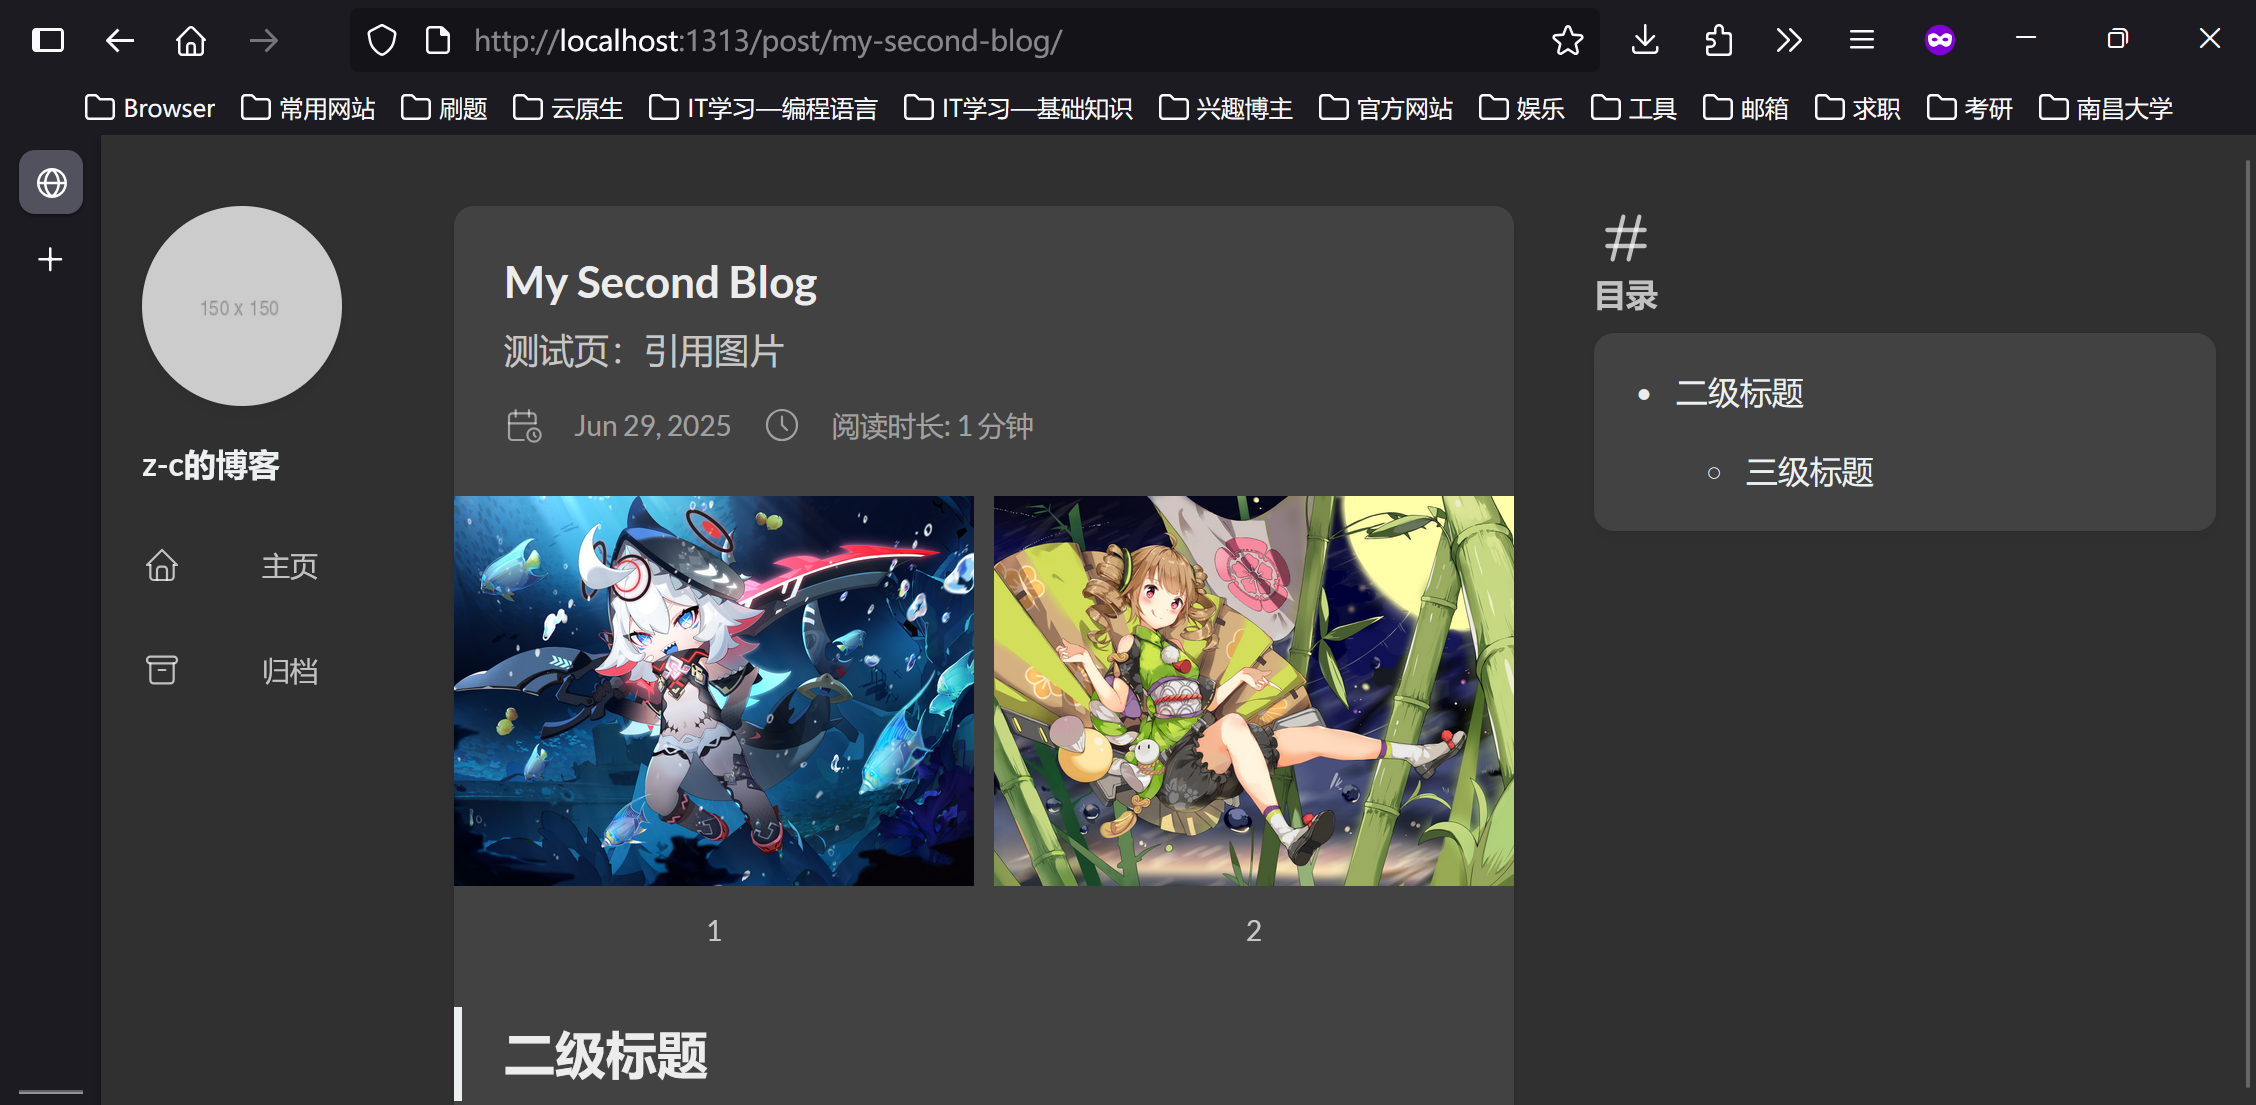 http://localhost:1313/post/my-second-blog/
Browser 常用网站 刷题 云原生 IT学习—编程语言 IT学习—基础知识 兴趣博主 官方网站 娱乐 工具 邮箱 求职 考研 南昌大学
150 x 150
z-c的博客
主页
归档
My Second Blog
测试页：引用图片
Jun 29, 2025 阅读时长: 1 分钟
1 2
二级标题
目录
二级标题
三级标题